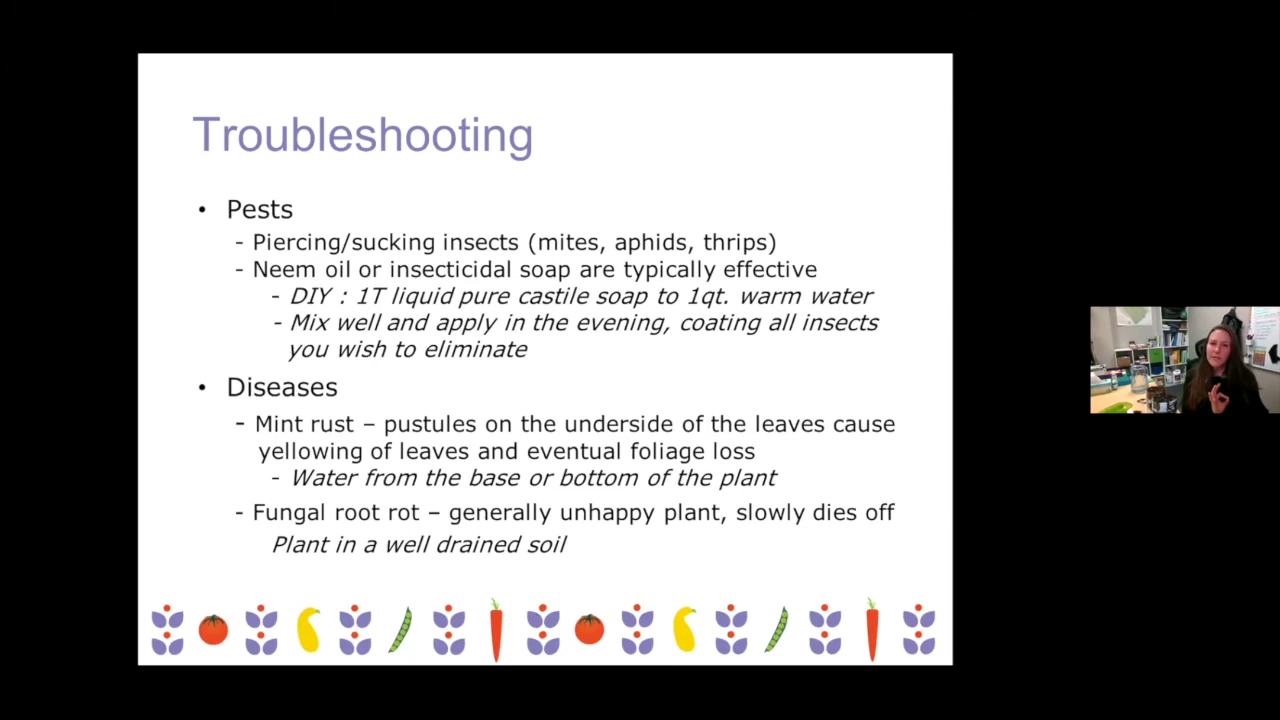 Troubleshooting
• Pests
- Piercing/sucking insects (mites, aphids, thrips)
- Neem oil or insecticidal soap are typically effective
- DIY : 1T liquid pure castile soap to 1qt. warm water
- Mix well and apply in the evening, coating all insects
you wish to eliminate
• Diseases
- Mint rust – pustules on the underside of the leaves cause
yellowing of leaves and eventual foliage loss
- Water from the base or bottom of the plant
- Fungal root rot – generally unhappy plant, slowly dies off
Plant in a well drained soil